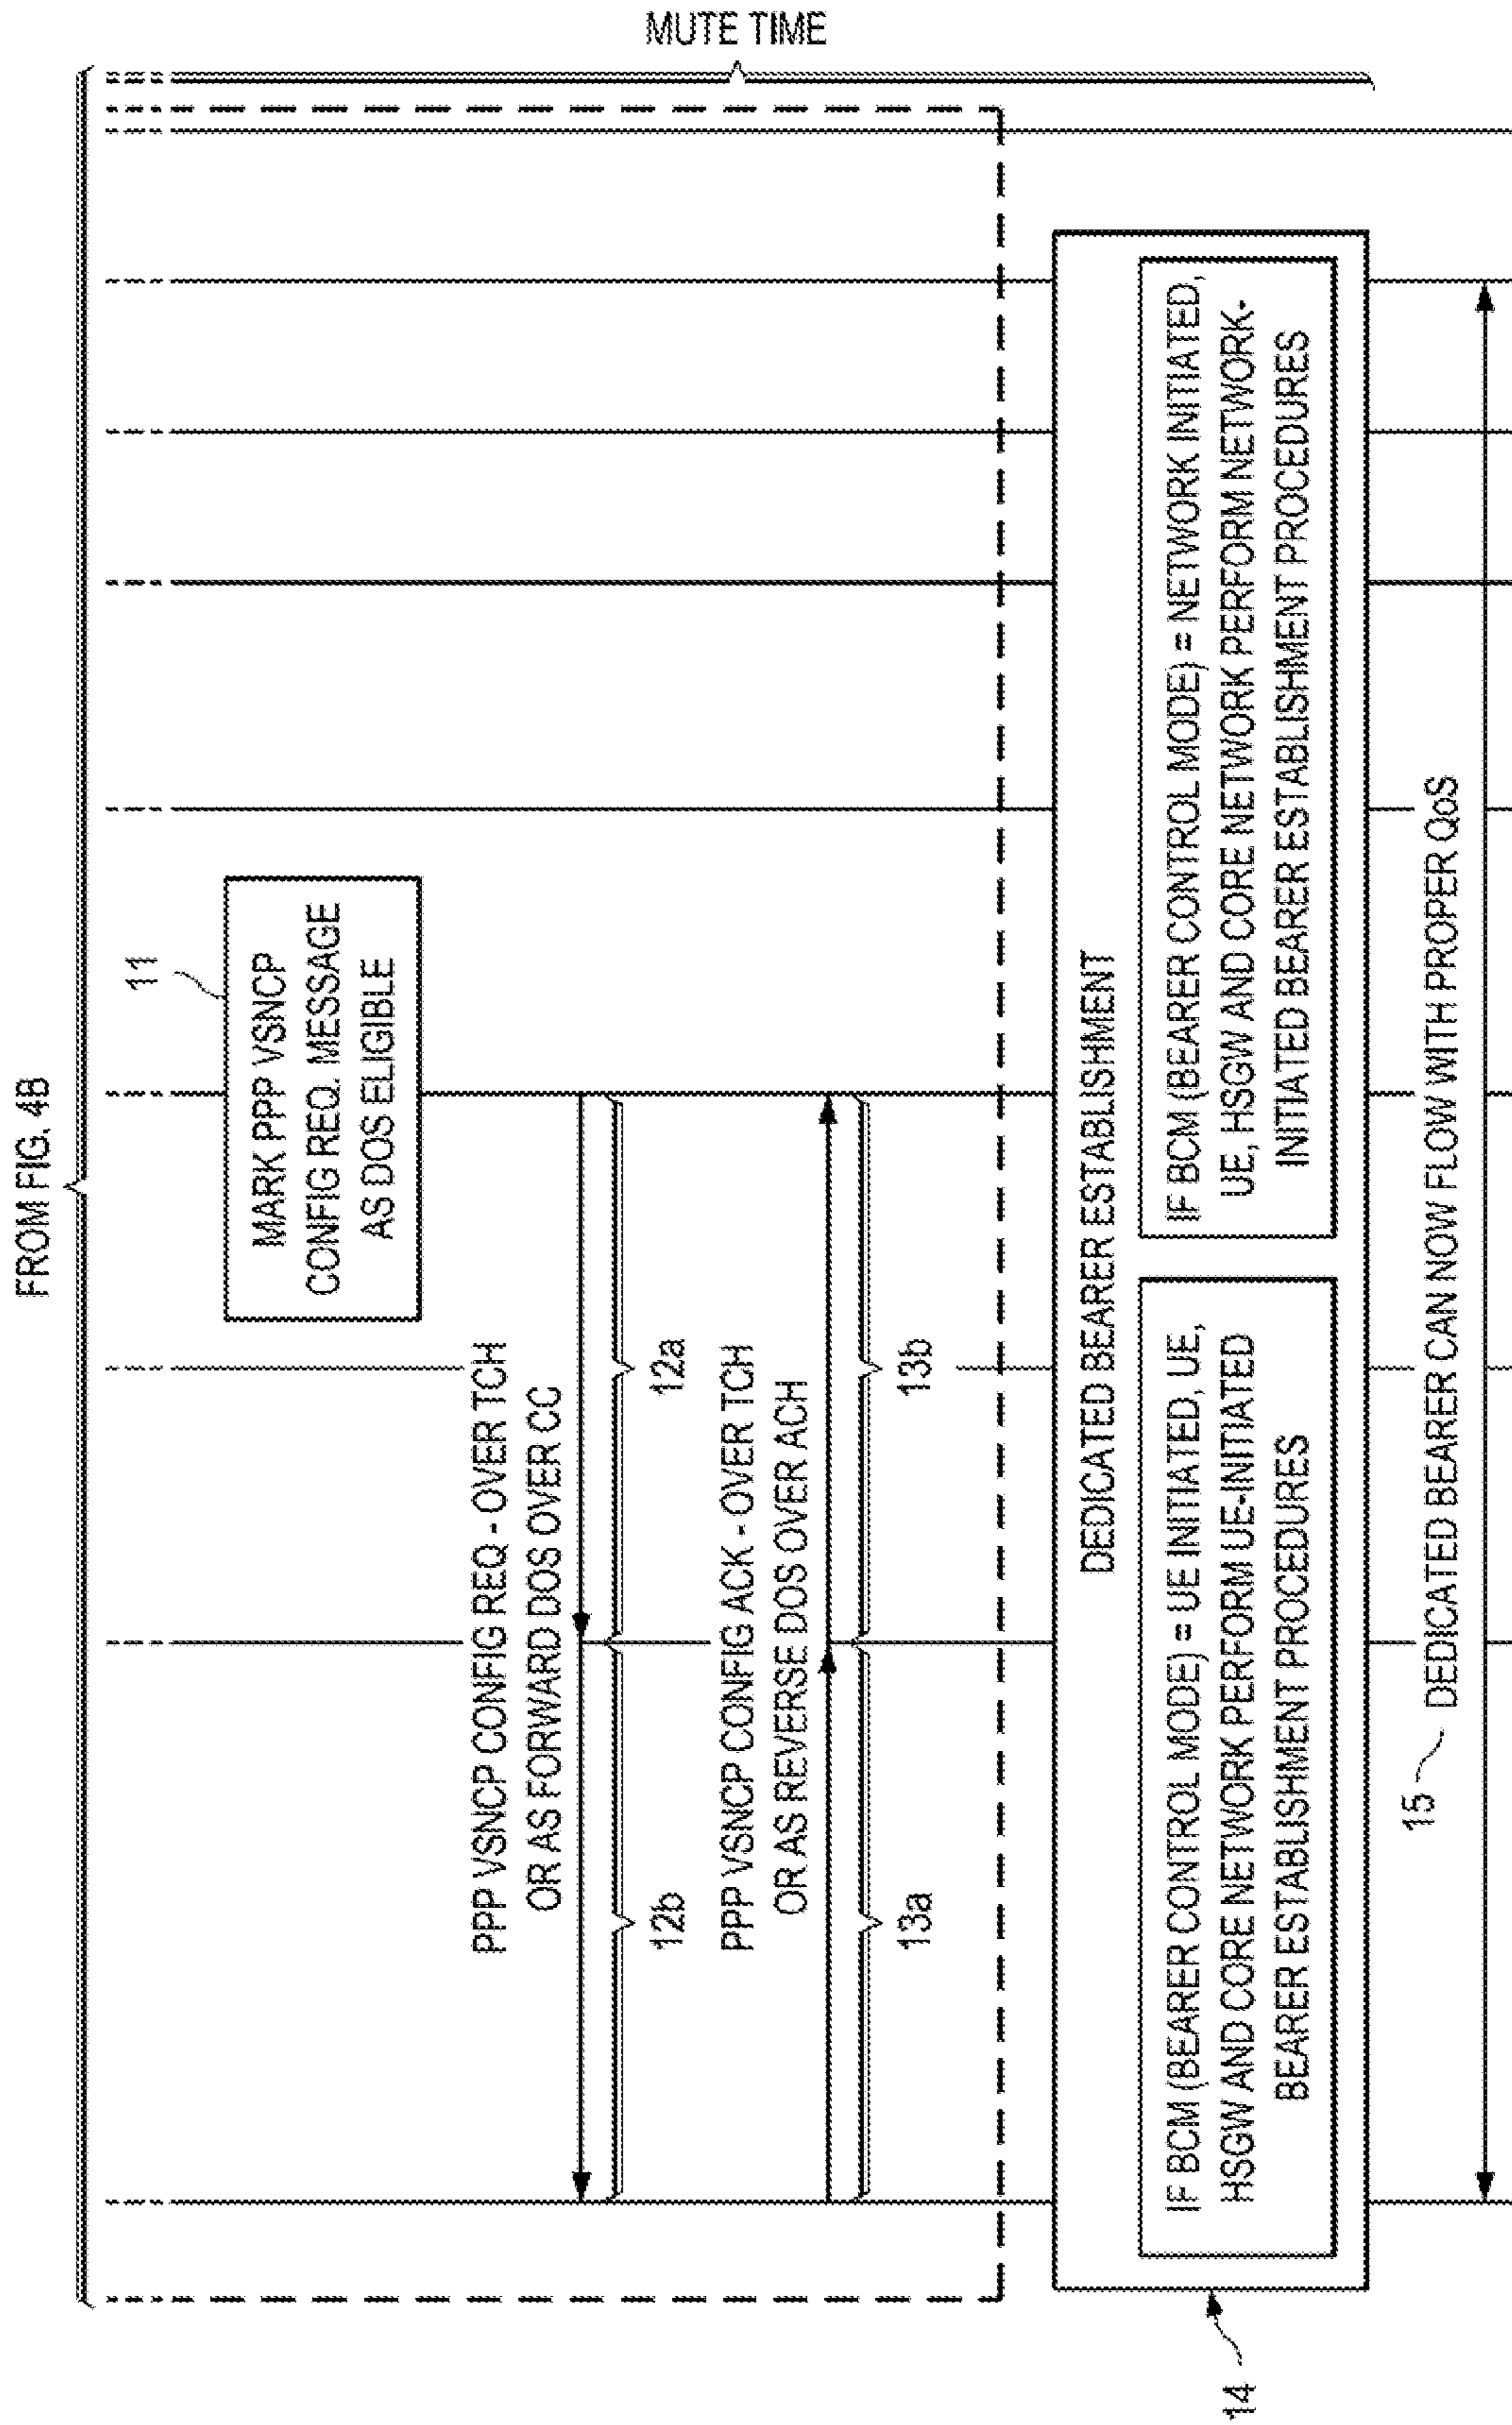 FROM FIG. 4B
MUTE TIME
11
MARK PPP VSNCP
CONFIG REQ. MESSAGE
AS DOS ELIGIBLE
PPP VSNCP CONFIG REQ - OVER TCH
OR AS FORWARD DOS OVER CC
12b
12a
PPP VSNCP CONFIG ACK - OVER TCH
OR AS REVERSE DOS OVER ACH
13a
13b
14
DEDICATED BEARER ESTABLISHMENT
IF BCM (BEARER CONTROL MODE) = UE INITIATED, UE,
HSGW AND CORE NETWORK PERFORM UE-INITIATED
BEARER ESTABLISHMENT PROCEDURES
IF BCM (BEARER CONTROL MODE) = NETWORK INITIATED,
UE, HSGW AND CORE NETWORK PERFORM NETWORK-
INITIATED BEARER ESTABLISHMENT PROCEDURES
15
DEDICATED BEARER CAN NOW FLOW WITH PROPER QoS